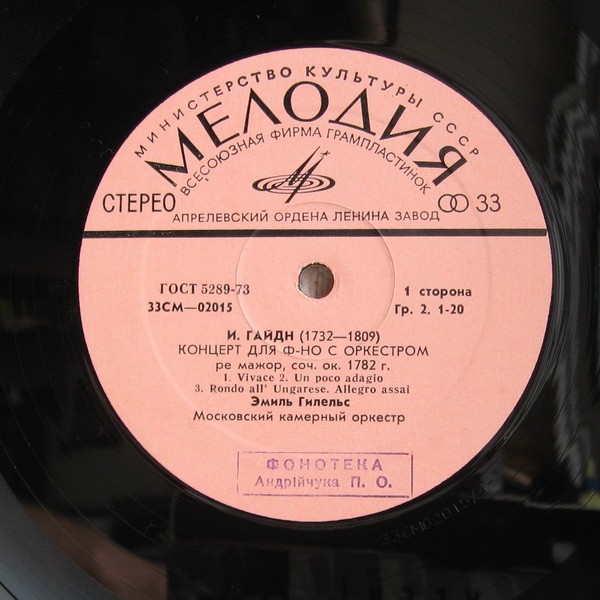 МИНИСТЕРСТВО КУЛЬТУРЫ СССР
МЕЛОДИЯ
ВСЕСОЮЗНАЯ ФИРМА ГРАМПЛАСТИНОК
СТЕРЕО
33
АПРЕЛЕВСКИЙ ОРДЕНА ЛЕНИНА ЗАВОД
ГОСТ 5289-73
1 сторона
33СМ—02015
Гр. 2. 1-20
И. ГАЙДН (1732—1809)
КОНЦЕРТ ДЛЯ Ф-НО С ОРКЕСТРОМ
ре мажор, соч. ок. 1782 г.
1. Vivace 2. Un poco adagio
3. Rondo all' Ungarese. Allegro assai
Эмиль Гилельс
Московский камерный оркестр
ФОНОТЕКА
Андрійчука П. О.
33СМ02015